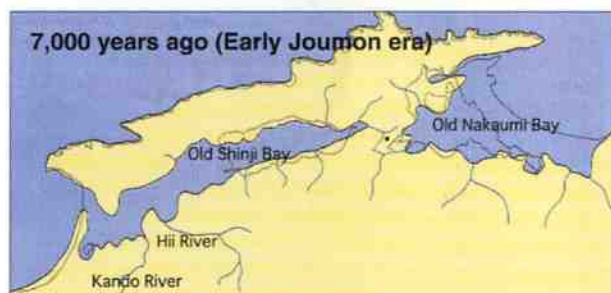 7,000 years ago (Early Joumon era)
Old Nakaumi Bay
Old Shinji Bay
Hii River
Kando River